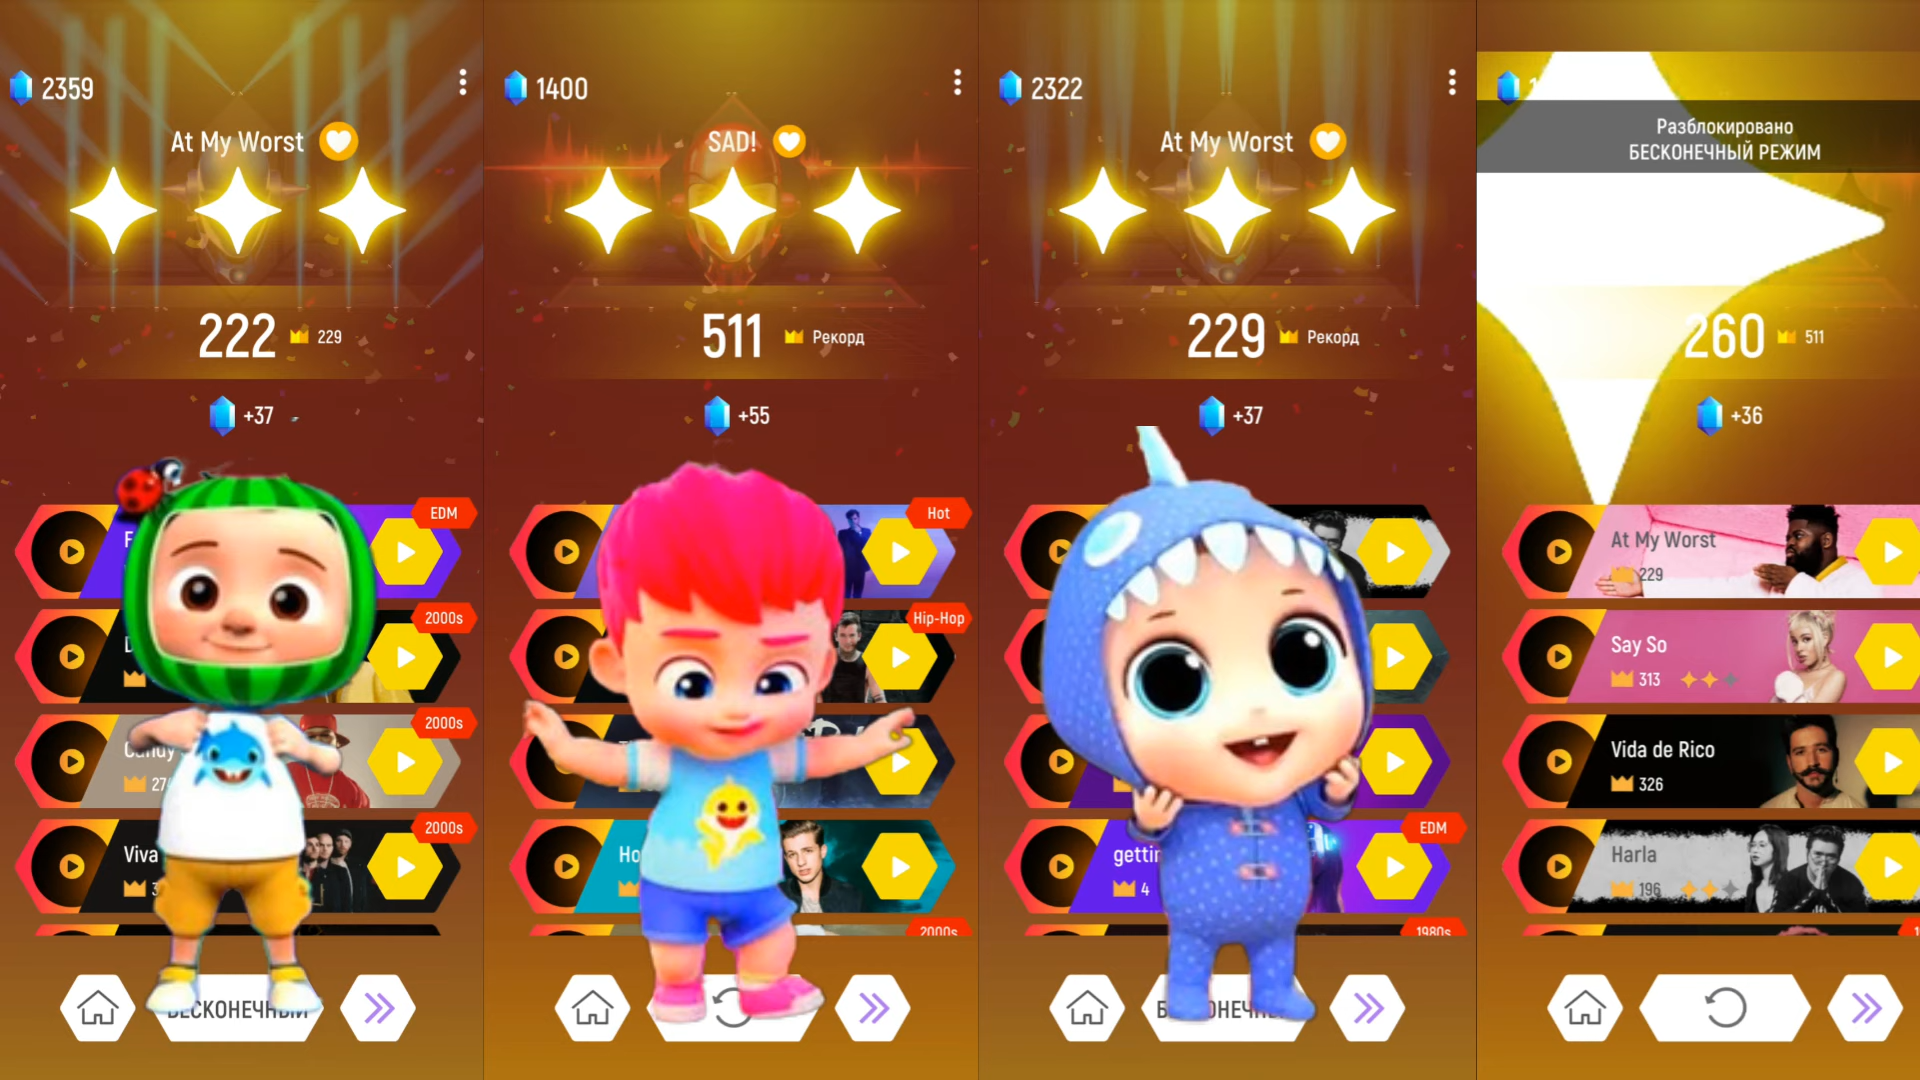 2359
At My Worst
222
229
+37
EDM
2000s
2000s
Candy
2000s
Viva
1400
SAD!
511
Рекорд
+55
Hot
Hip-Hop
2000s
2322
At My Worst
229
Рекорд
+37
EDM
4
1980s
Разблокировано
БЕСКОНЕЧНЫЙ РЕЖИМ
260
511
+36
At My Worst
229
Say So
313
Vida de Rico
326
Harla
196